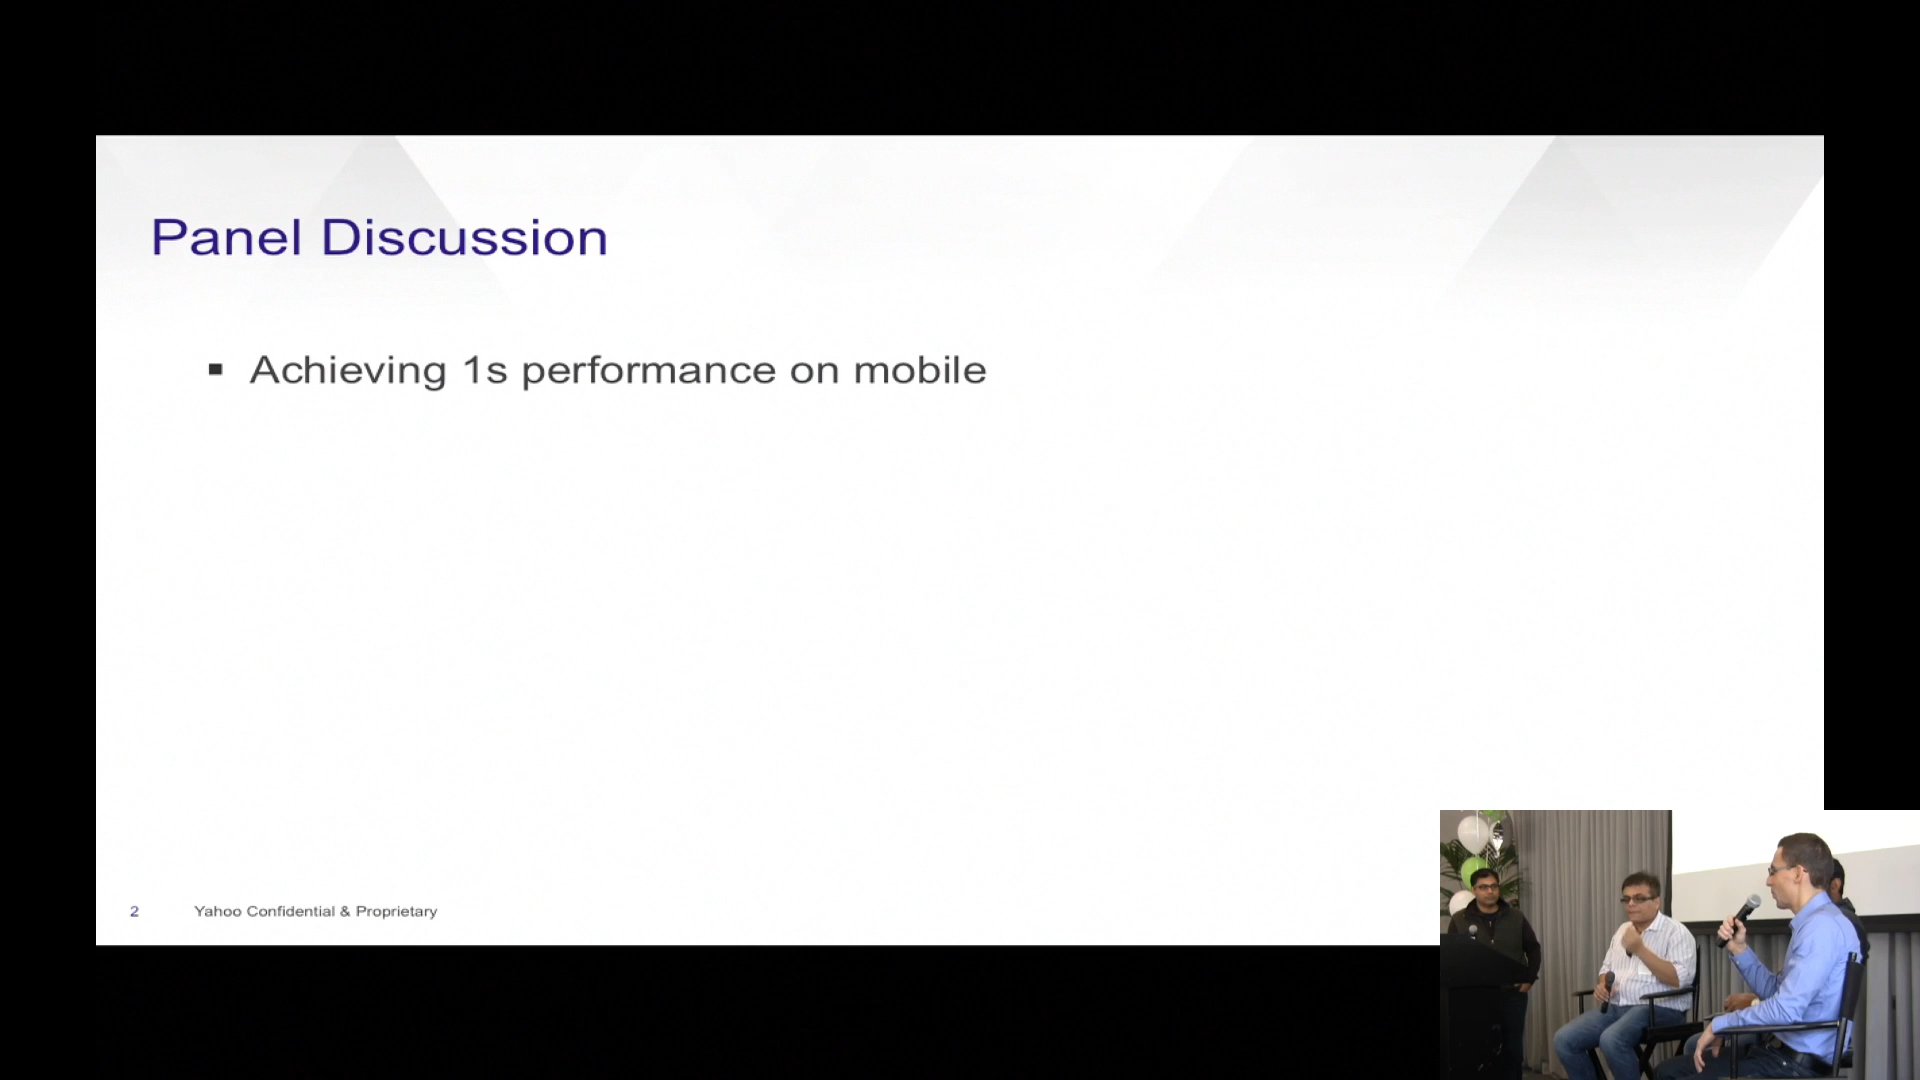 Panel Discussion
▪ Achieving 1s performance on mobile
2 Yahoo Confidential & Proprietary